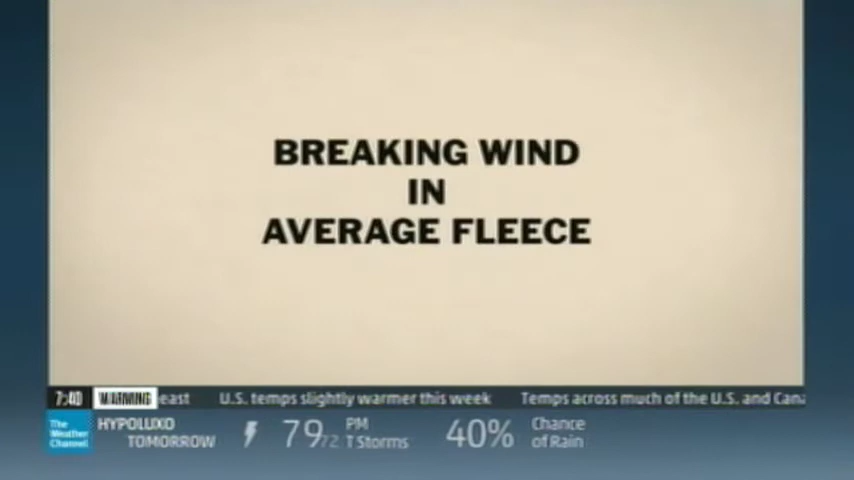 BREAKING WIND
IN
AVERAGE FLEECE
7:40 WARMING east U.S. temps slightly warmer this week Temps across much of the U.S. and Cana
The
Weather
Channel
HYPOLUXO
TOMORROW
79/72 PM
T Storms
40% Chance
of Rain